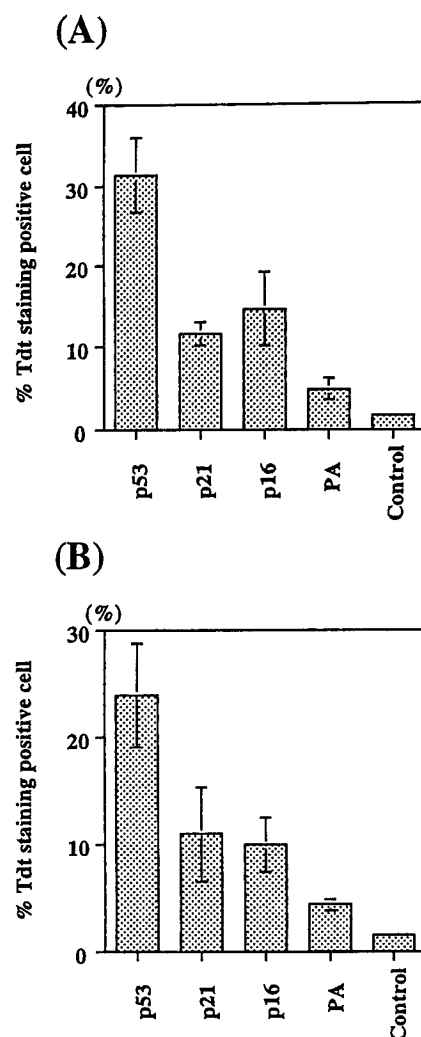 (A)
(%)
40
30
20
10
0
% Tdt staining positive cell
p53
p21
p16
PA
Control
(B)
(%)
30
20
10
0
% Tdt staining positive cell
p53
p21
p16
PA
Control